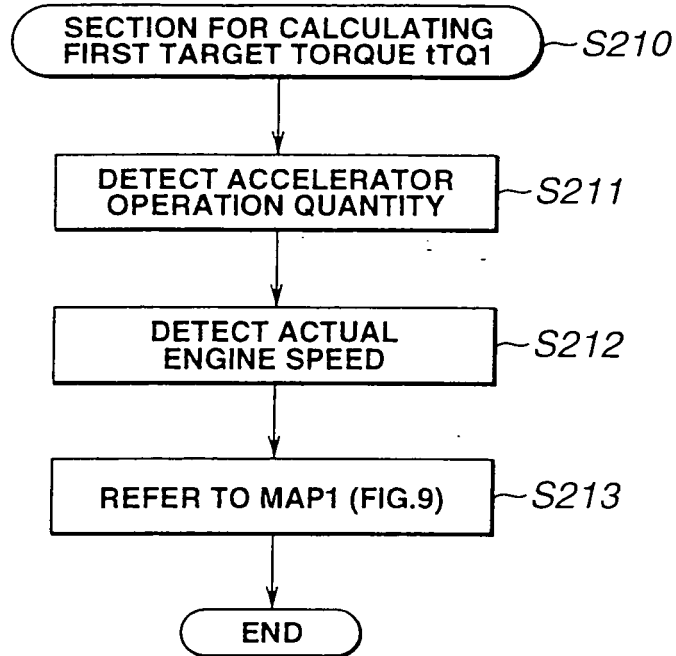 SECTION FOR CALCULATING
FIRST TARGET TORQUE tTQ1
S210
DETECT ACCELERATOR
OPERATION QUANTITY
S211
DETECT ACTUAL
ENGINE SPEED
S212
REFER TO MAP1 (FIG.9)
S213
END